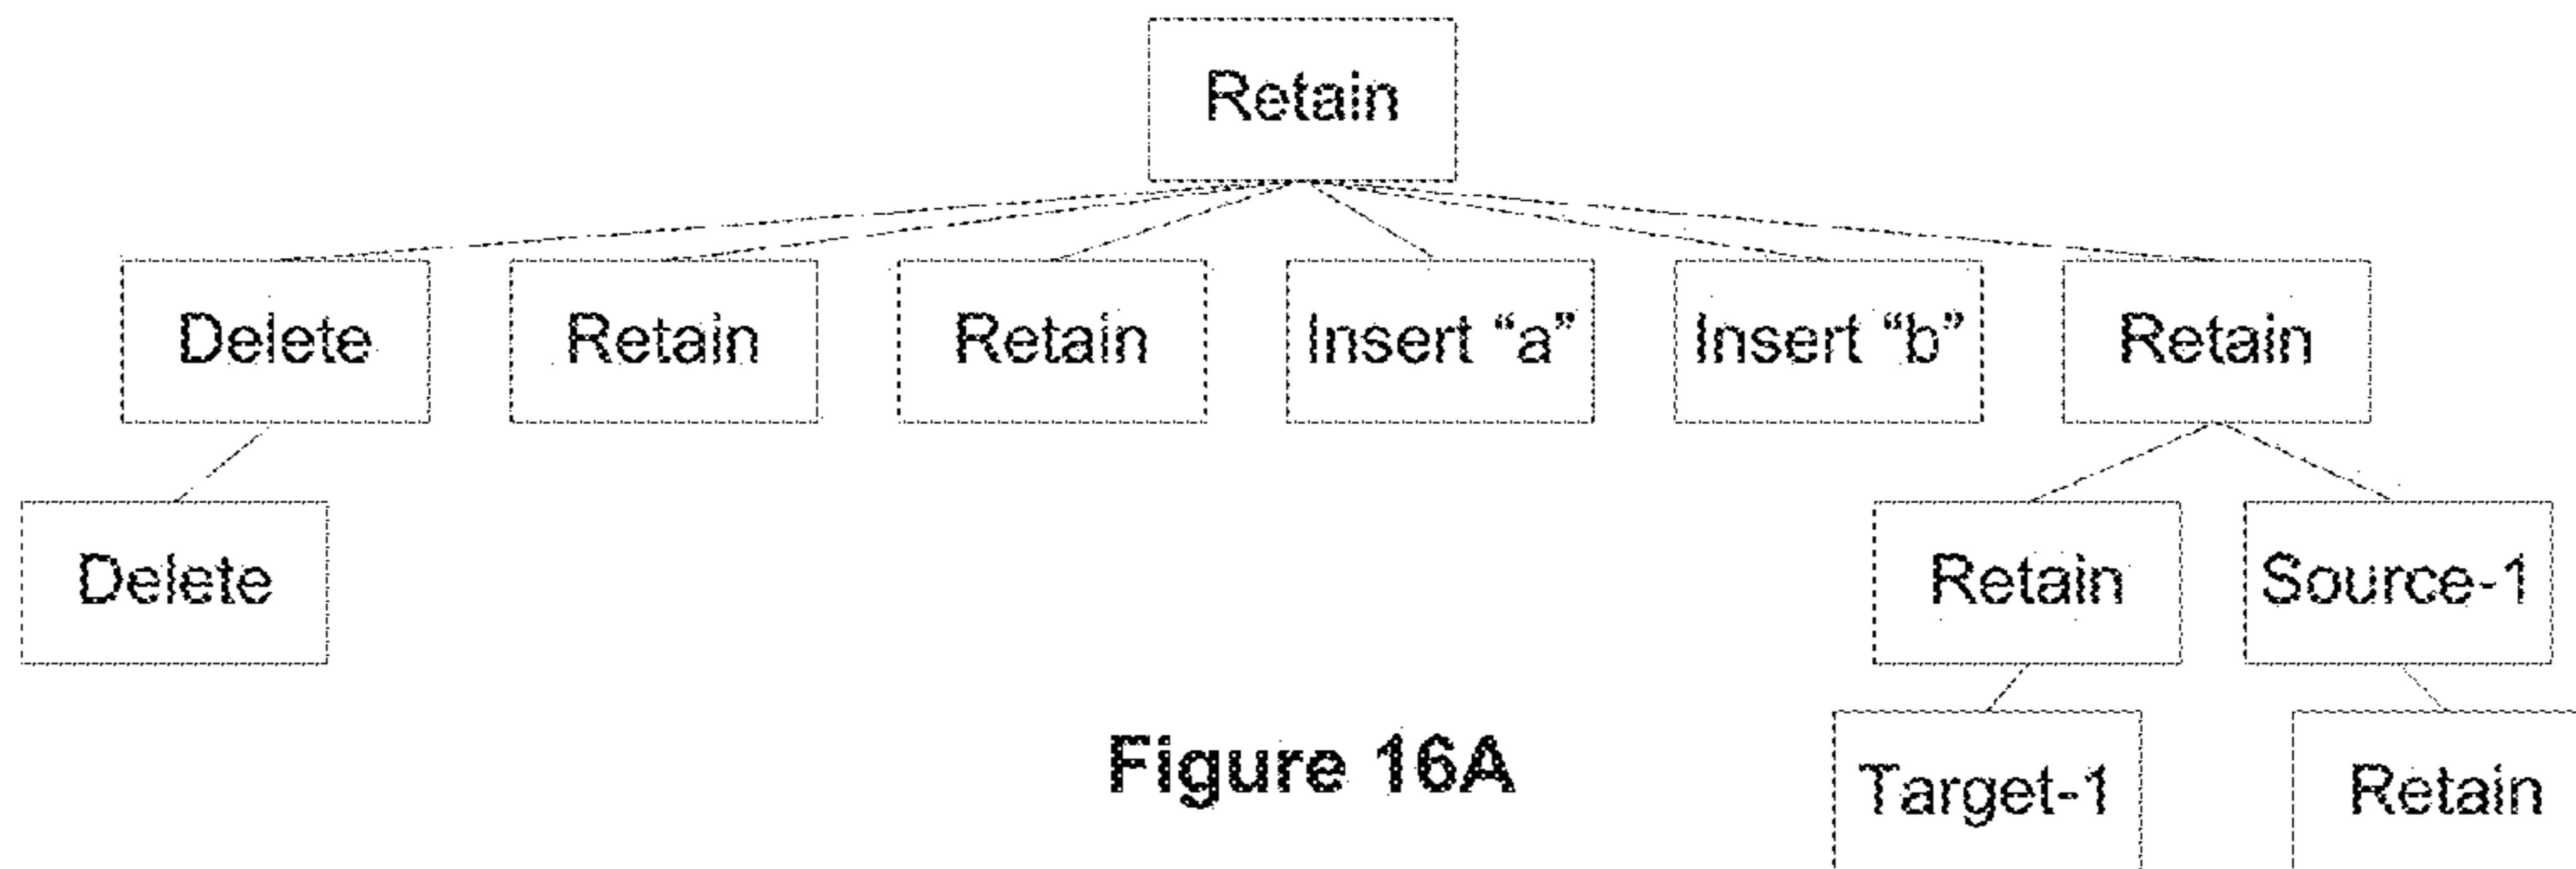 Retain
Delete Retain Retain Insert “a” Insert “b” Retain
Delete Retain Source-1
Figure 16A Target-1 Retain